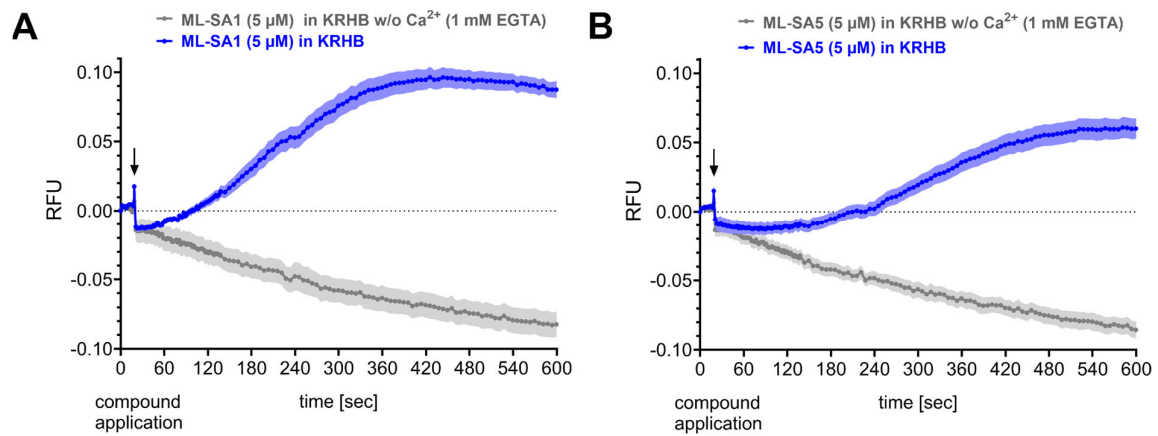 A
ML-SA1 (5 µM) in KRHB w/o Ca²⁺ (1 mM EGTA)
ML-SA1 (5 µM) in KRHB
RFU
0.10
0.05
0.00
-0.05
-0.10
0 60 120 180 240 300 360 420 480 540 600
compound
application
time [sec]
B
ML-SA5 (5 µM) in KRHB w/o Ca²⁺ (1 mM EGTA)
ML-SA5 (5 µM) in KRHB
RFU
0.10
0.05
0.00
-0.05
-0.10
0 60 120 180 240 300 360 420 480 540 600
compound
application
time [sec]